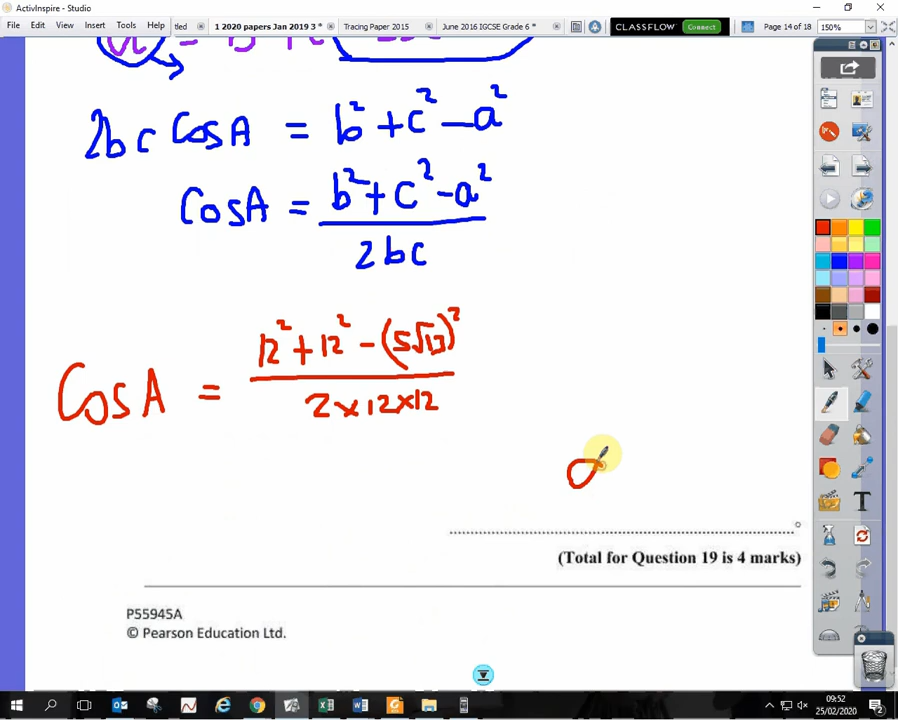 ActivInspire - Studio
File Edit View Insert Tools Help tled 1 2020 papers Jan 2019 3 * Tracing Paper 2015 June 2016 IGCSE Grade 6 * CLASSFLOW Connect Page 14 of 18 150%
2bc CosA = b² + c² - a²
CosA = b² + c² - a²
2bc
CosA = 12² + 12² - (5√13)²
2×12×12
°
(Total for Question 19 is 4 marks)
P55945A
© Pearson Education Ltd.
09:52
25/02/2020